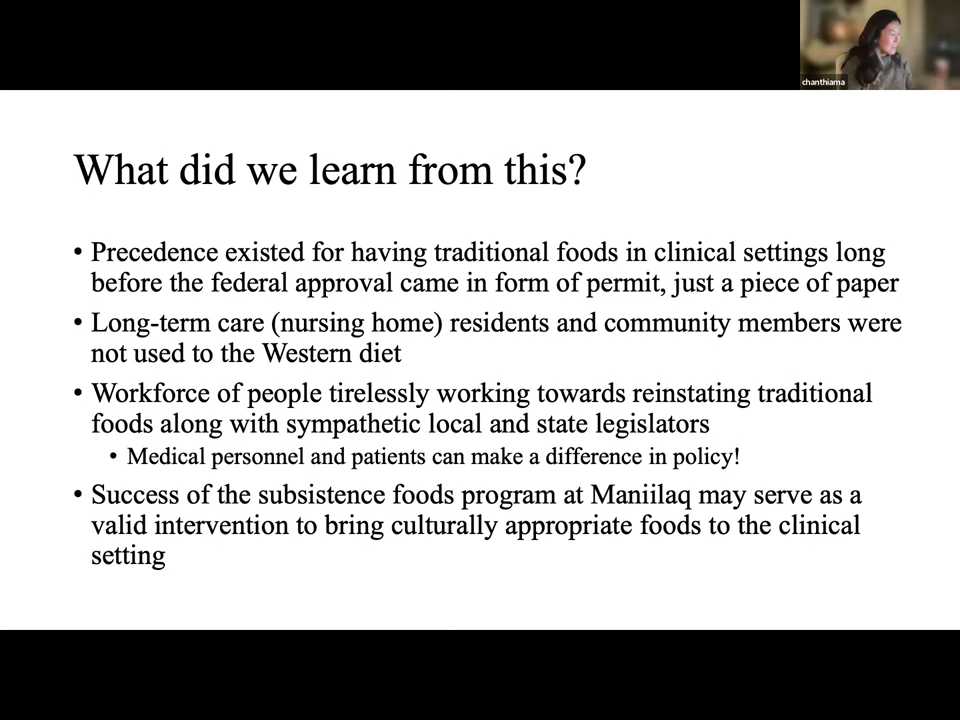 chanthiama
What did we learn from this?
• Precedence existed for having traditional foods in clinical settings long
before the federal approval came in form of permit, just a piece of paper
• Long-term care (nursing home) residents and community members were
not used to the Western diet
• Workforce of people tirelessly working towards reinstating traditional
foods along with sympathetic local and state legislators
• Medical personnel and patients can make a difference in policy!
• Success of the subsistence foods program at Maniilaq may serve as a
valid intervention to bring culturally appropriate foods to the clinical
setting